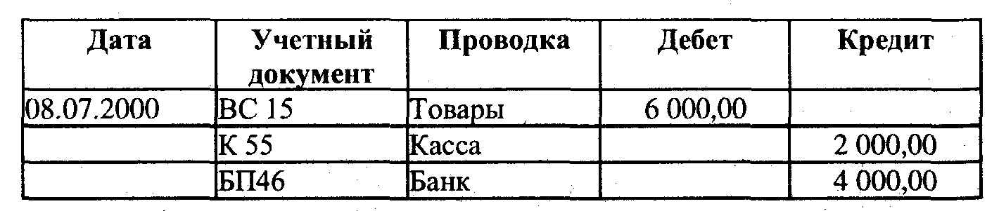 Дата Учетный документ Проводка Дебет Кредит
08.07.2000 ВС 15 Товары 6 000,00
К 55 Касса 2 000,00
БП46 Банк 4 000,00